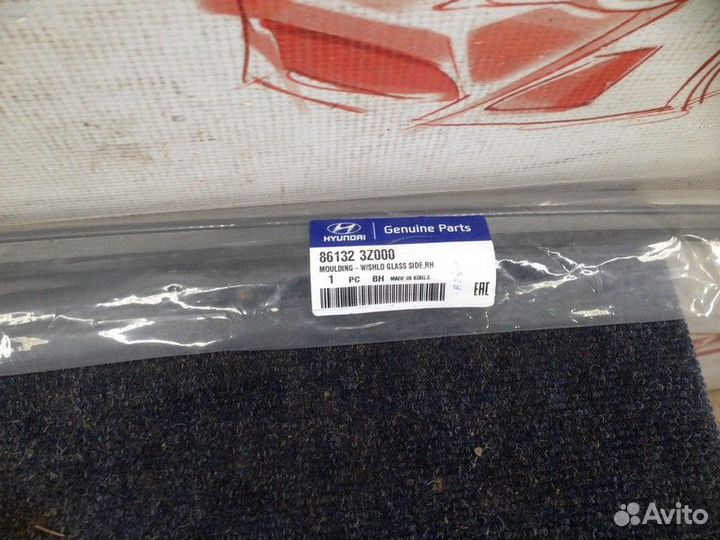 HYUNDAI
Genuine Parts
86132 3Z000
MOULDING - W/SHLD GLASS SIDE,RH
1 PC BH MADE IN KOREA
EAC
Avito